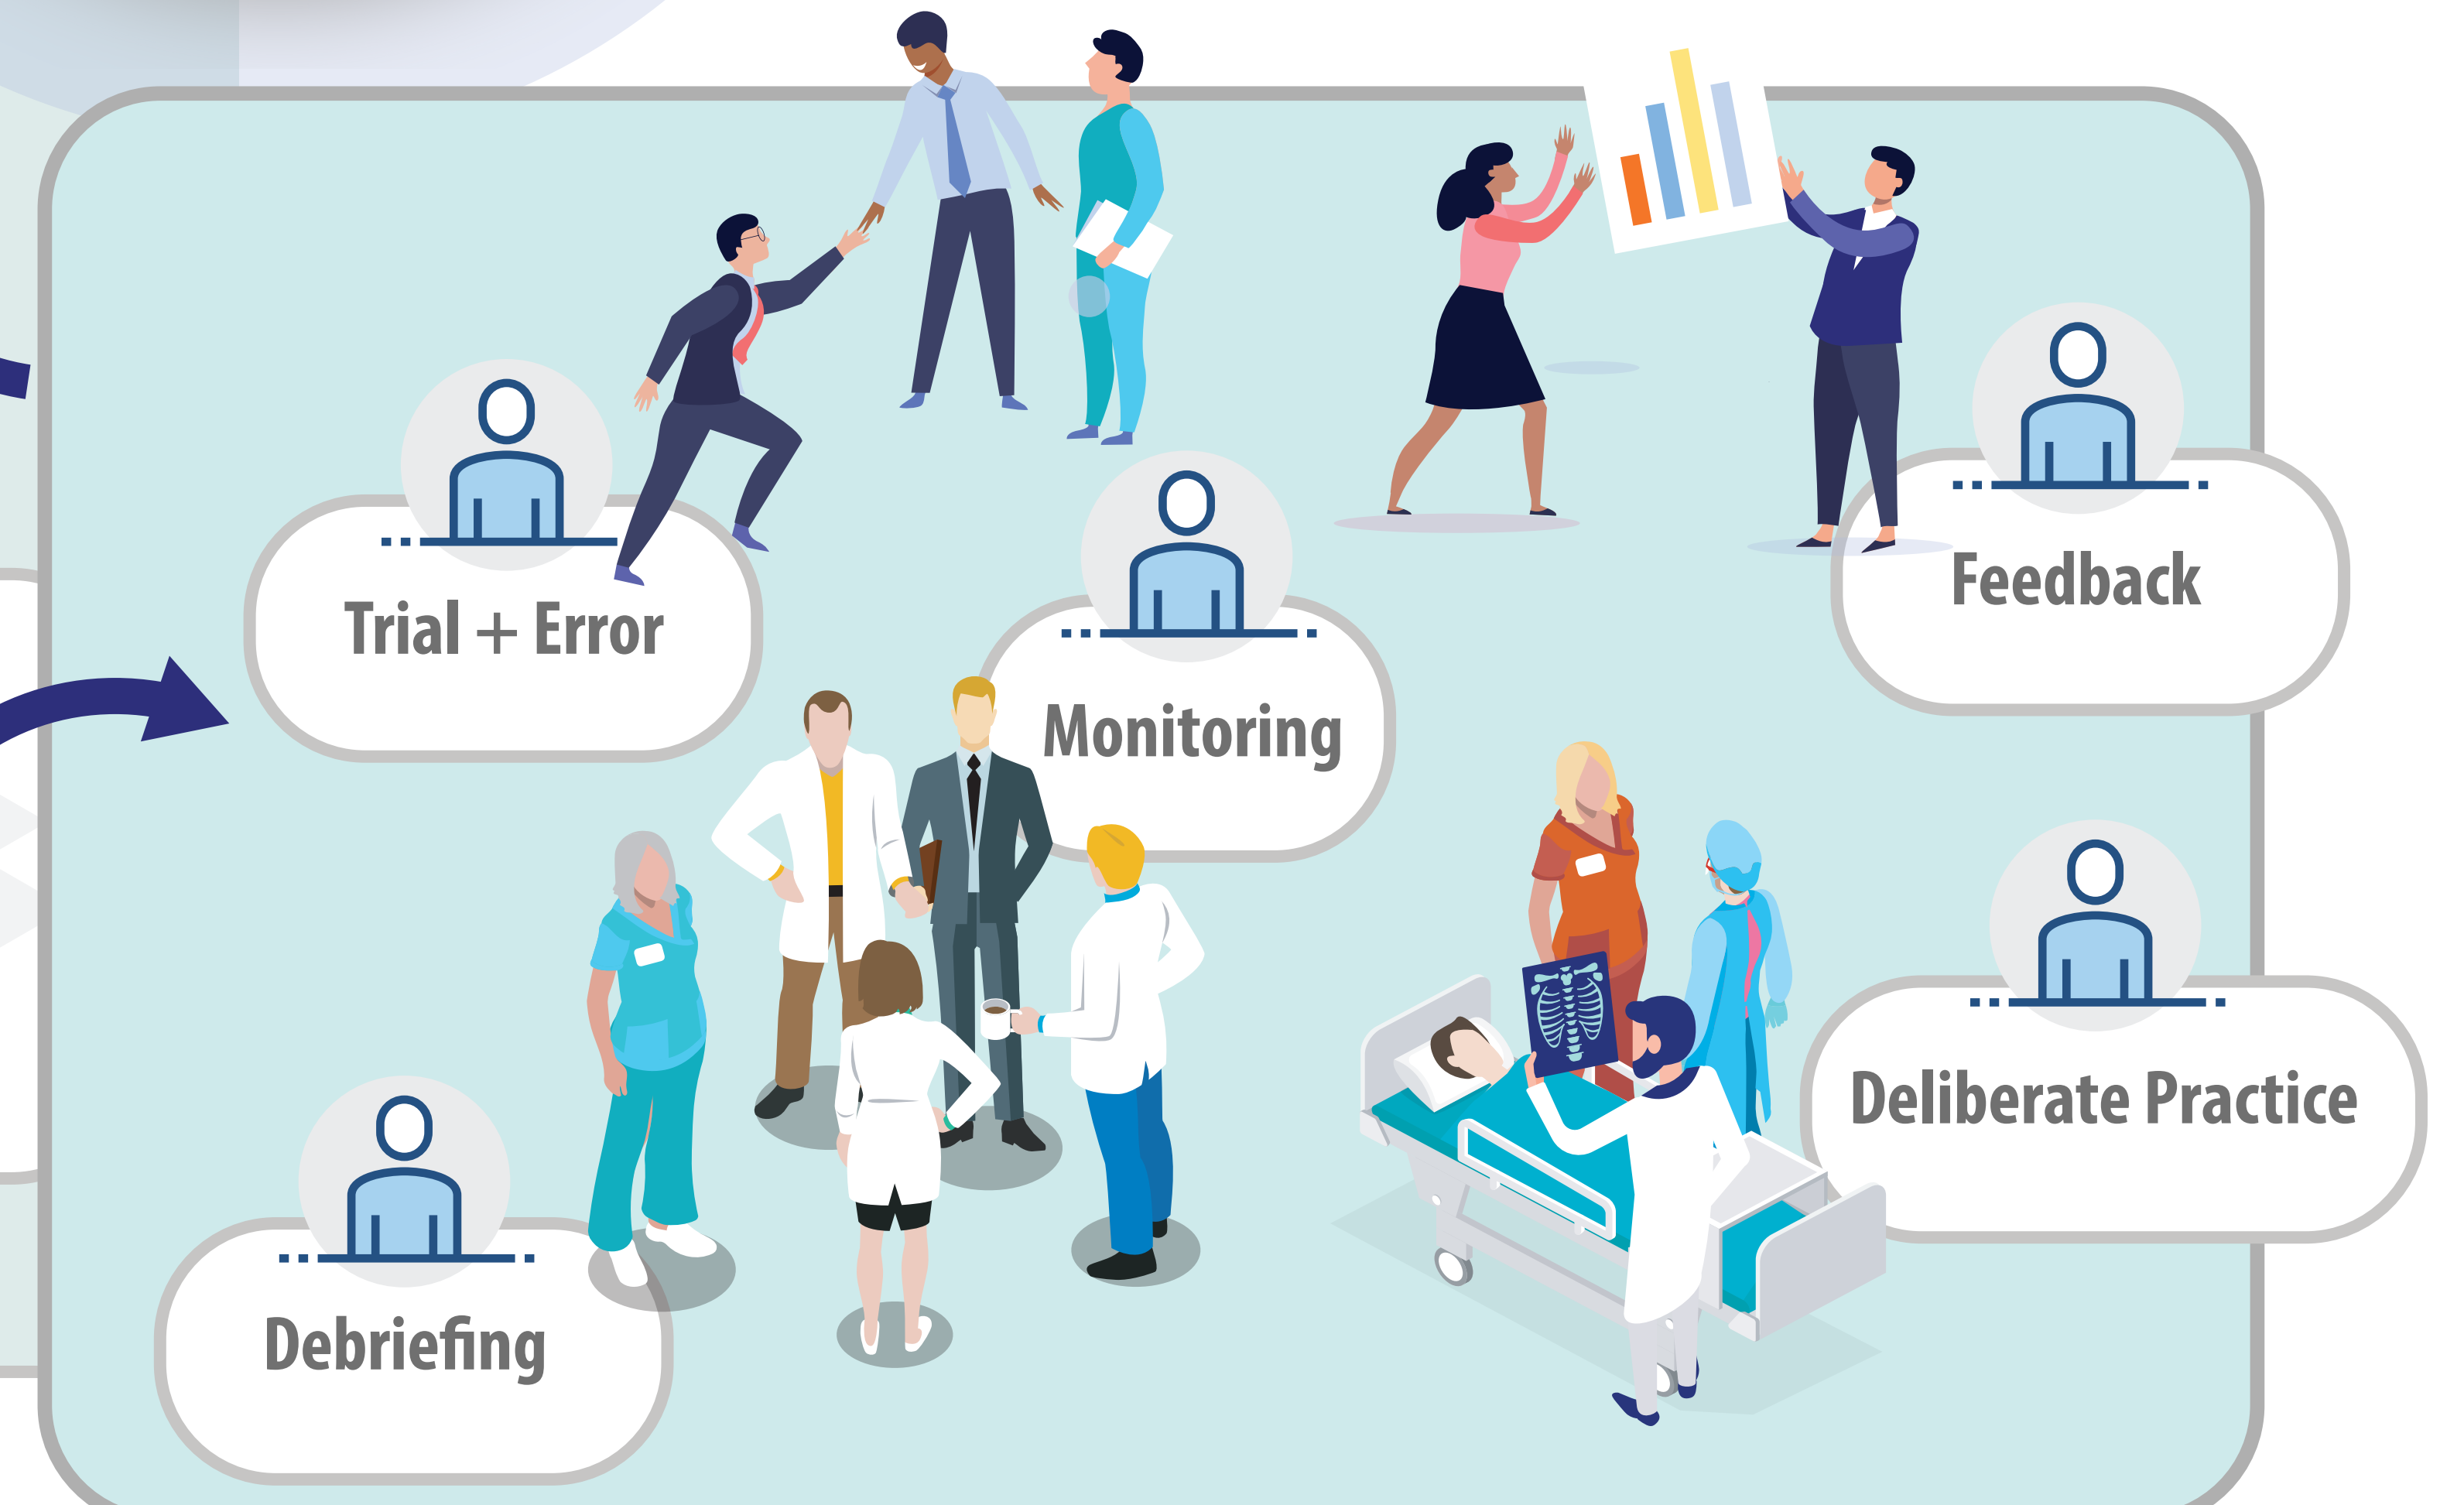 Trial + Error
Monitoring
Feedback
Debriefing
Deliberate Practice